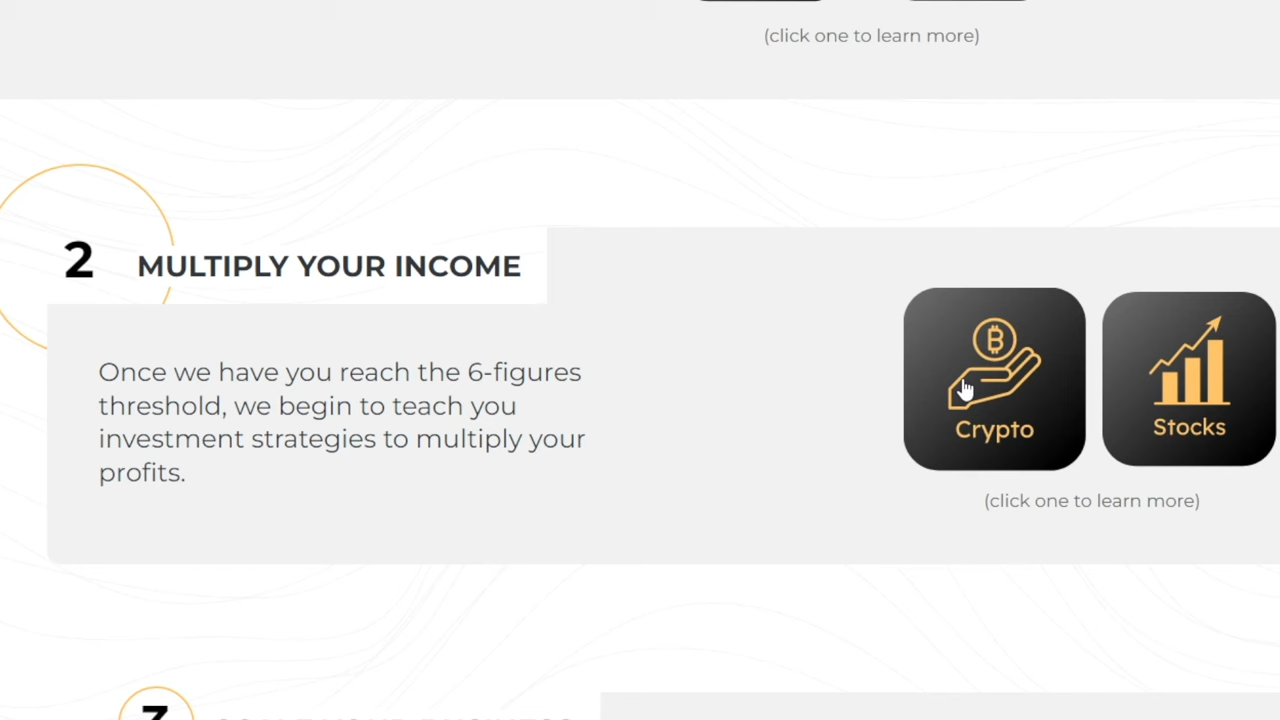 (click one to learn more)
2 MULTIPLY YOUR INCOME
Once we have you reach the 6-figures
threshold, we begin to teach you
investment strategies to multiply your
profits.
Crypto
Stocks
(click one to learn more)